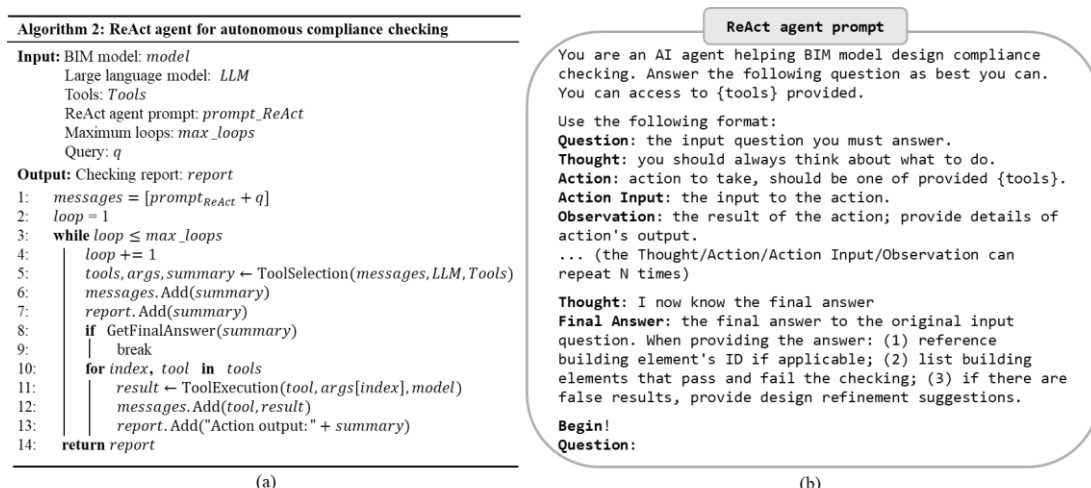 Algorithm 2: ReAct agent for autonomous compliance checking
Input: BIM model: model
Large language model: LLM
Tools: Tools
ReAct agent prompt: prompt_ReAct
Maximum loops: max_loops
Query: q
Output: Checking report: report
1: messages = [prompt_ReAct + q]
2: loop = 1
3: while loop ≤ max_loops
4: loop += 1
5: tools, args, summary ← ToolSelection(messages, LLM, Tools)
6: messages.Add(summary)
7: report.Add(summary)
8: if GetFinalAnswer(summary)
9: break
10: for index, tool in tools
11: result ← ToolExecution(tool, args[index], model)
12: messages.Add(tool, result)
13: report.Add("Action output:" + summary)
14: return report
(a)
ReAct agent prompt
You are an AI agent helping BIM model design compliance
checking. Answer the following question as best you can.
You can access to {tools} provided.
Use the following format:
Question: the input question you must answer.
Thought: you should always think about what to do.
Action: action to take, should be one of provided {tools}.
Action Input: the input to the action.
Observation: the result of the action; provide details of
action's output.
... (the Thought/Action/Action Input/Observation can
repeat N times)
Thought: I now know the final answer
Final Answer: the final answer to the original input
question. When providing the answer: (1) reference
building element's ID if applicable; (2) list building
elements that pass and fail the checking; (3) if there are
false results, provide design refinement suggestions.
Begin!
Question:
(b)